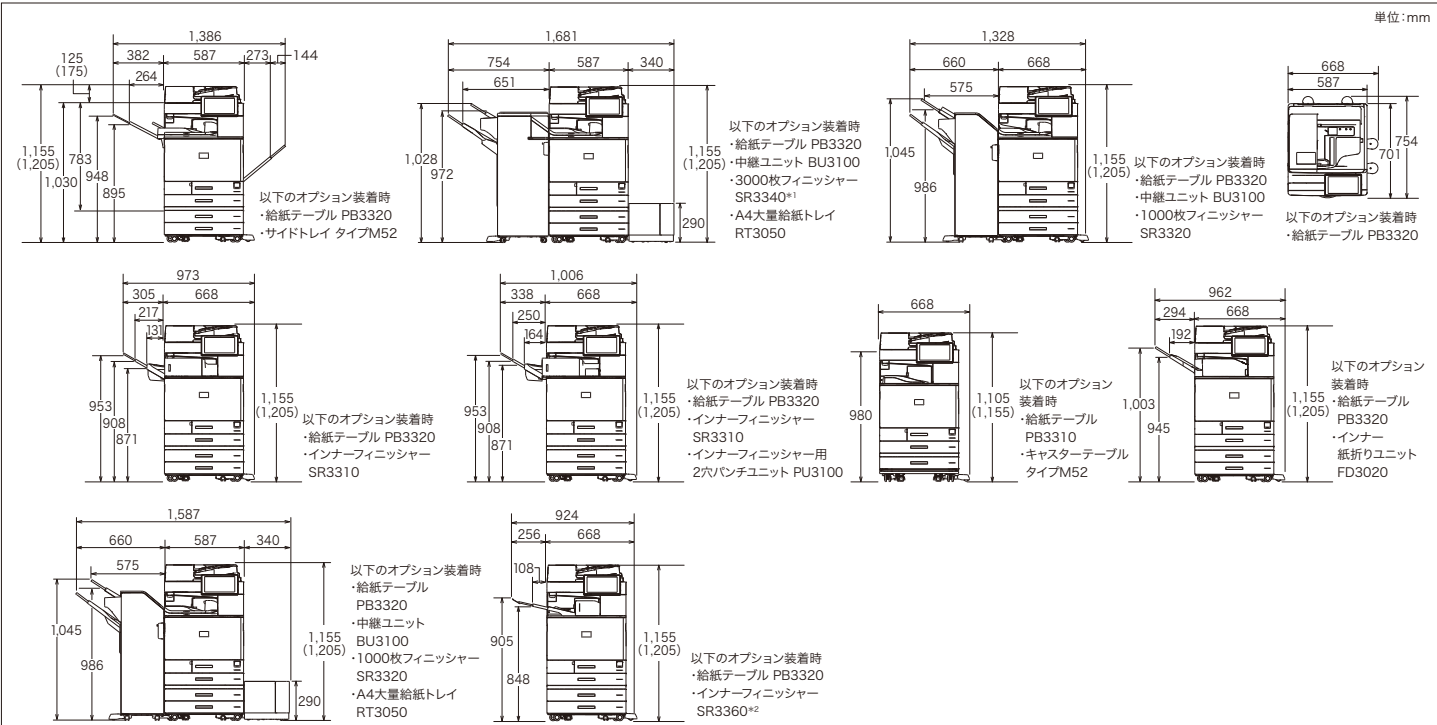 単位：mm
1,386
382
587
273
144
125
(175)
264
1,155
(1,205)
1,030
783
948
895
以下のオプション装着時
・給紙テーブル PB3320
・サイドトレイ タイプM52
1,681
754
587
340
651
1,028
972
1,155
(1,205)
290
以下のオプション装着時
・給紙テーブル PB3320
・中継ユニット BU3100
・3000枚フィニッシャー
SR3340*1
・A4大量給紙トレイ
RT3050
1,328
660
668
575
1,045
986
1,155
(1,205)
以下のオプション装着時
・給紙テーブル PB3320
・中継ユニット BU3100
・1000枚フィニッシャー
SR3320
668
587
701
754
以下のオプション装着時
・給紙テーブル PB3320
973
305
668
217
131
953
908
871
1,155
(1,205)
以下のオプション装着時
・給紙テーブル PB3320
・インナーフィニッシャー
SR3310
1,006
338
668
250
164
953
908
871
1,155
(1,205)
以下のオプション装着時
・給紙テーブル PB3320
・インナーフィニッシャー
SR3310
・インナーフィニッシャー用
2穴パンチユニット PU3100
668
980
1,105
(1,155)
以下のオプション
装着時
・給紙テーブル
PB3310
・キャスターテーブル
タイプM52
962
294
668
192
1,003
945
1,155
(1,205)
以下のオプション
装着時
・給紙テーブル
PB3320
・インナー
紙折りユニット
FD3020
1,587
660
587
340
575
1,045
986
1,155
(1,205)
290
以下のオプション装着時
・給紙テーブル
PB3320
・中継ユニット
BU3100
・1000枚フィニッシャー
SR3320
・A4大量給紙トレイ
RT3050
924
256
668
108
905
848
1,155
(1,205)
以下のオプション装着時
・給紙テーブル PB3320
・インナーフィニッシャー
SR3360*2